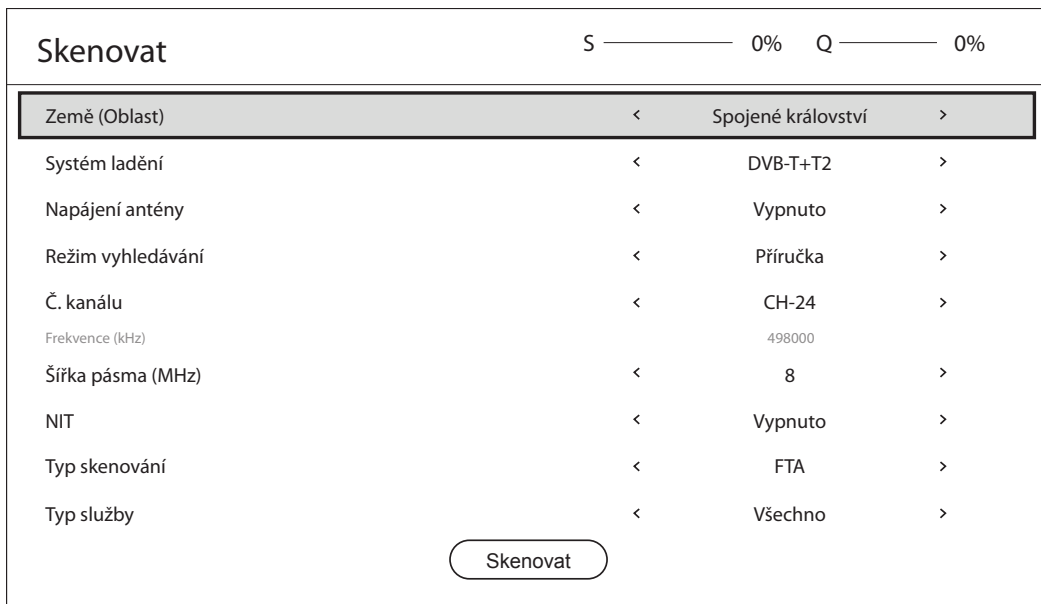 Skenovat S 0% Q 0%
Země (Oblast) < Spojené království >
Systém ladění < DVB-T+T2 >
Napájení antény < Vypnuto >
Režim vyhledávání < Příručka >
Č. kanálu < CH-24 >
Frekvence (kHz) 498000
Šířka pásma (MHz) < 8 >
NIT < Vypnuto >
Typ skenování < FTA >
Typ služby < Všechno >
Skenovat